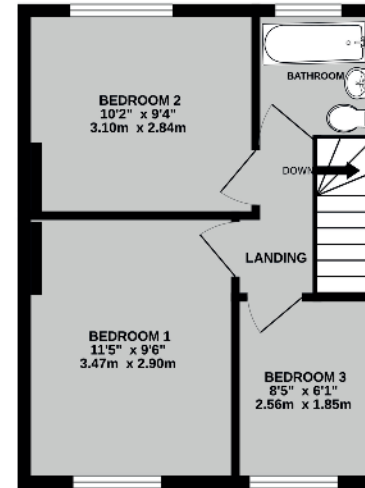 BEDROOM 2
10'2" x 9'4"
3.10m x 2.84m
BATHROOM
DOWN
LANDING
BEDROOM 1
11'5" x 9'6"
3.47m x 2.90m
BEDROOM 3
8'5" x 6'1"
2.56m x 1.85m